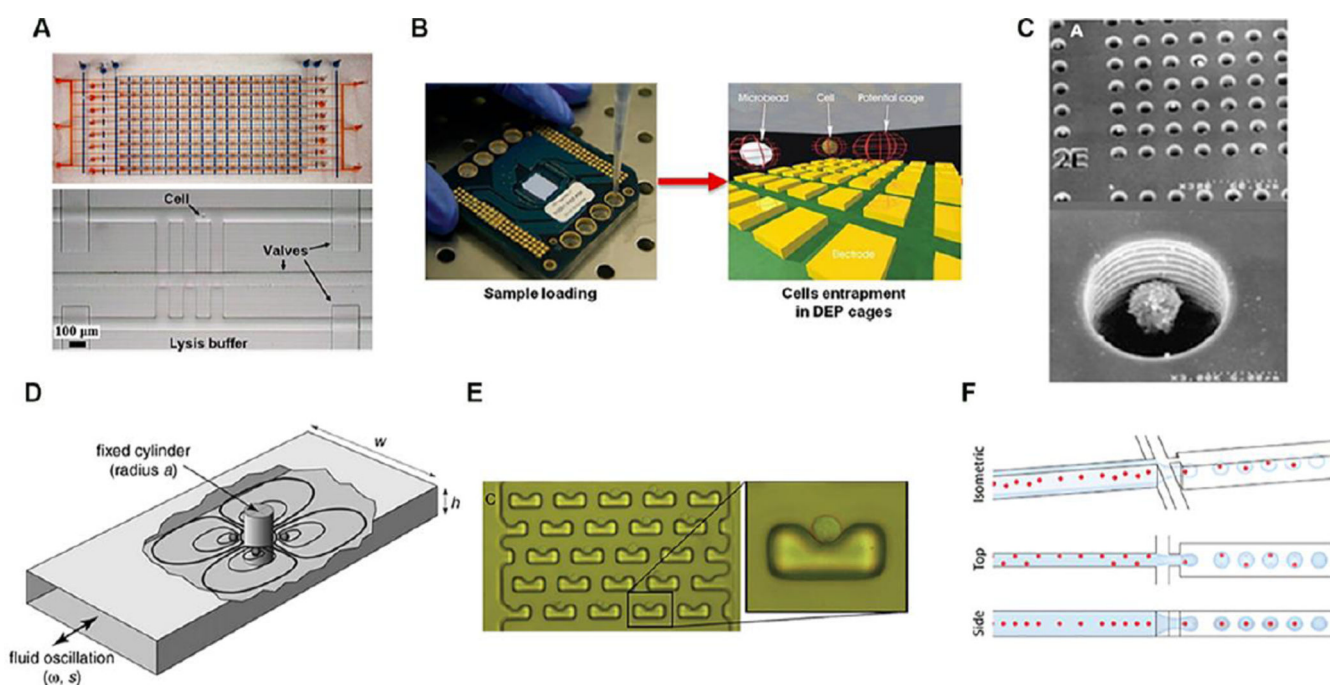 A
Cell
Valves
100 µm
Lysis buffer
B
Microbead
Cell
Potential cage
Electrode
Sample loading
Cells entrapment
in DEP cages
C
A
2E
D
fixed cylinder
(radius a)
w
h
fluid oscillation
(ω, s)
E
C
F
Isometric
Top
Side